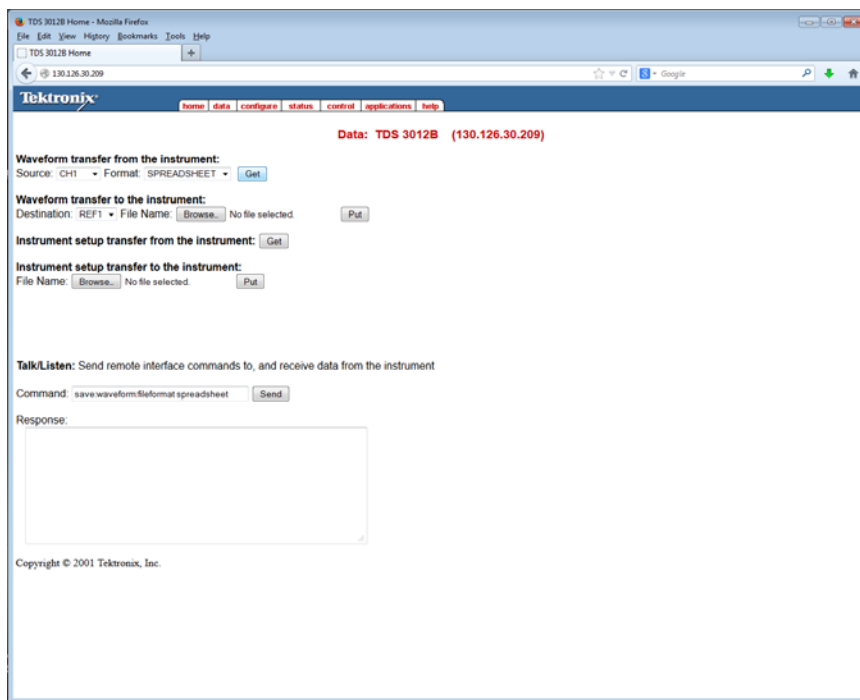 TDS 3012B Home - Mozilla Firefox
File Edit View History Bookmarks Tools Help
TDS 3012B Home +
130.126.30.209 Google
Tektronix
home data configure status control applications help
Data: TDS 3012B (130.126.30.209)
Waveform transfer from the instrument:
Source: CH1 Format: SPREADSHEET Get
Waveform transfer to the instrument:
Destination: REF1 File Name: Browse.. No file selected. Put
Instrument setup transfer from the instrument: Get
Instrument setup transfer to the instrument:
File Name: Browse.. No file selected. Put
Talk/Listen: Send remote interface commands to, and receive data from the instrument
Command: save:waveform:fileformat spreadsheet Send
Response:
Copyright © 2001 Tektronix, Inc.